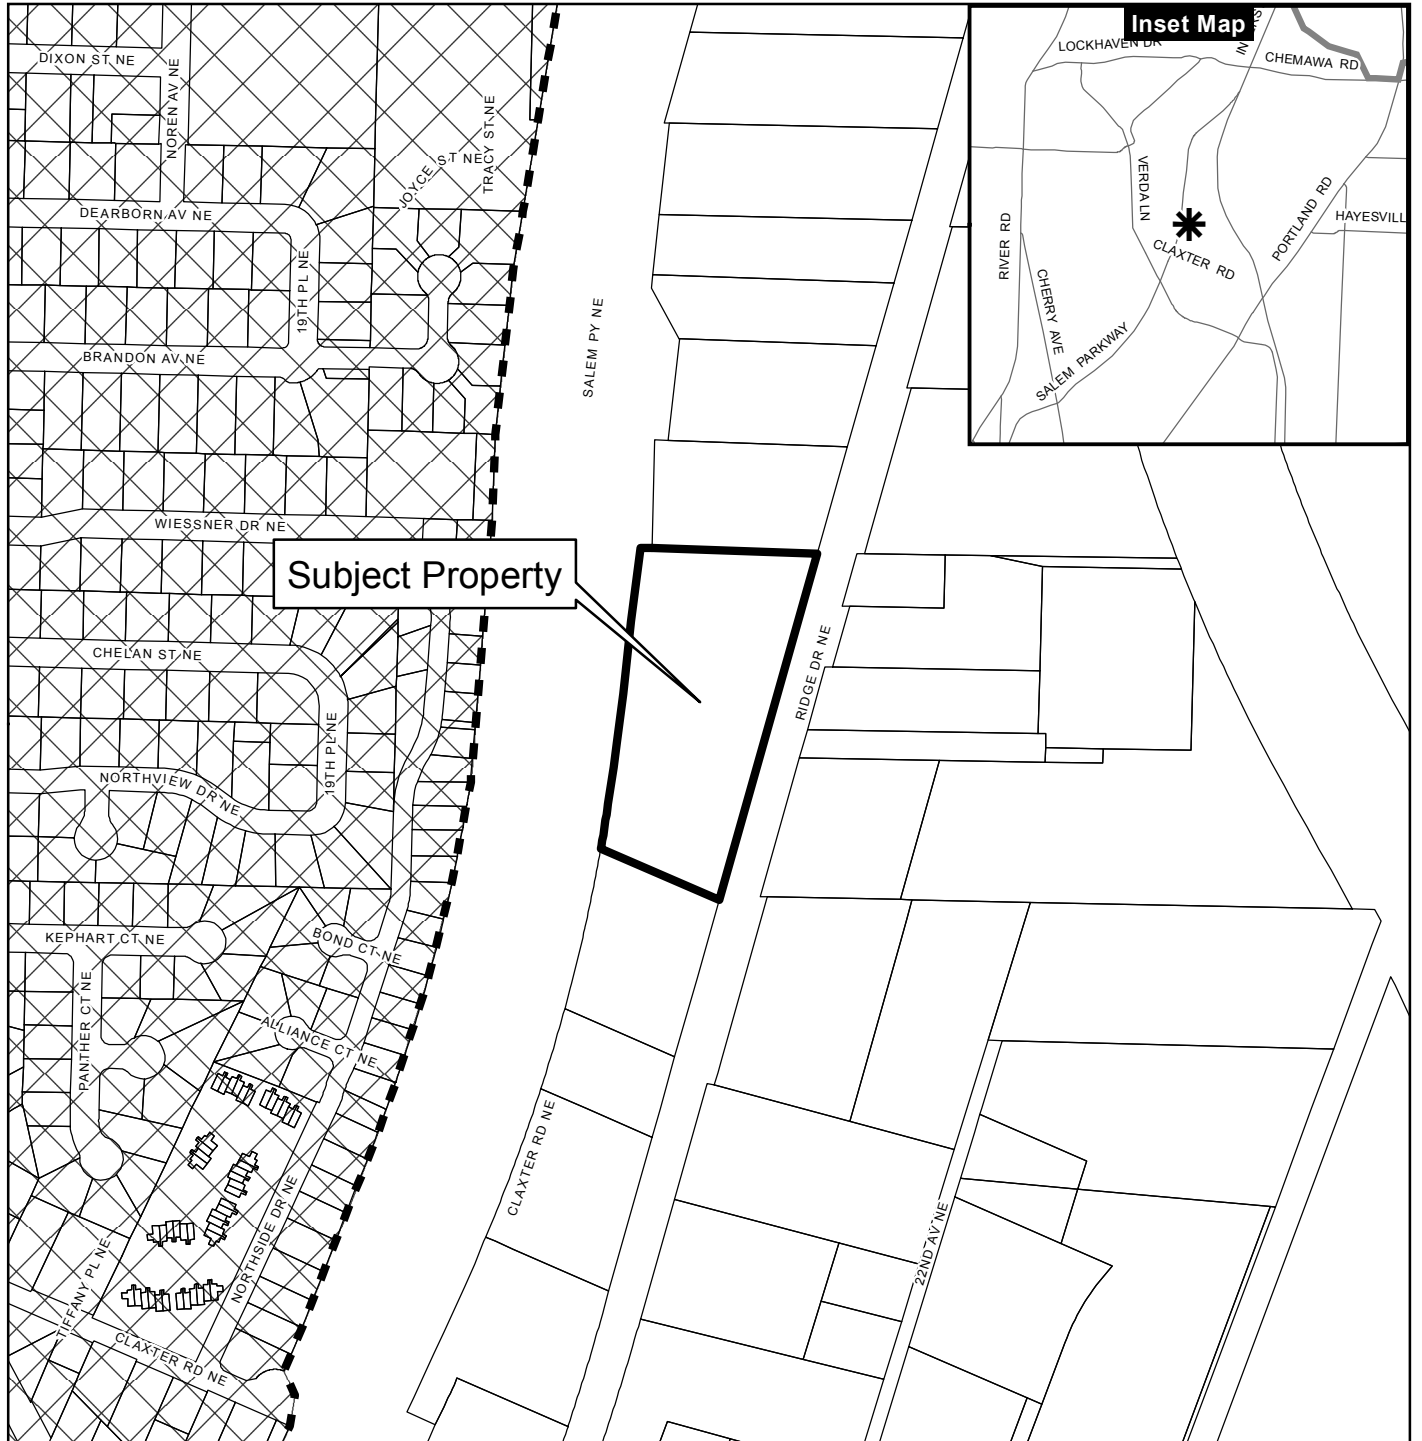 Inset Map
LOCKHAVEN DR
CHEMAWA RD
VERDA LN
RIVER RD
PORTLAND RD
HAYESVILL
CLAXTER RD
CHERRY AVE
SALEM PARKWAY
DIXON ST NE
NOREN AV NE
TRACY ST NE
JOYCE ST NE
DEARBORN AV NE
19TH PL NE
SALEM PY NE
BRANDON AV NE
WIESSNER DR NE
Subject Property
CHELAN ST NE
RIDGE DR NE
19TH PL NE
NORTHVIEW DR NE
KEPHART CT NE
BOND CT NE
PANTHER CT NE
ALLIANCE CT NE
CLAXTER RD NE
NORTHSIDE DR NE
22ND AV NE
TIFFANY PL NE
CLAXTER RD NE